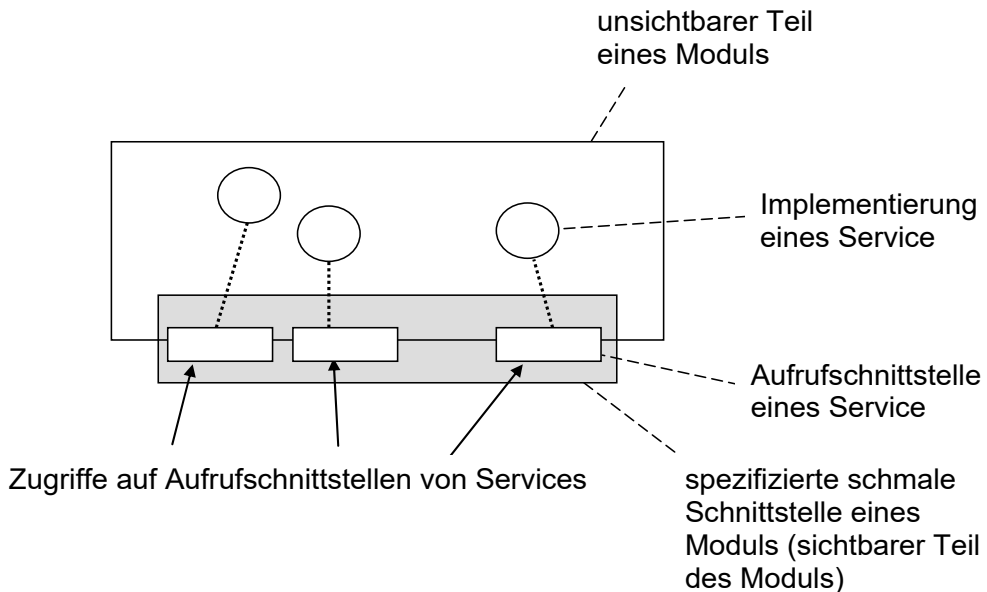 unsichtbarer Teil
eines Moduls
Implementierung
eines Service
Aufrufschnittstelle
eines Service
Zugriffe auf Aufrufschnittstellen von Services
spezifizierte schmale
Schnittstelle eines
Moduls (sichtbarer Teil
des Moduls)